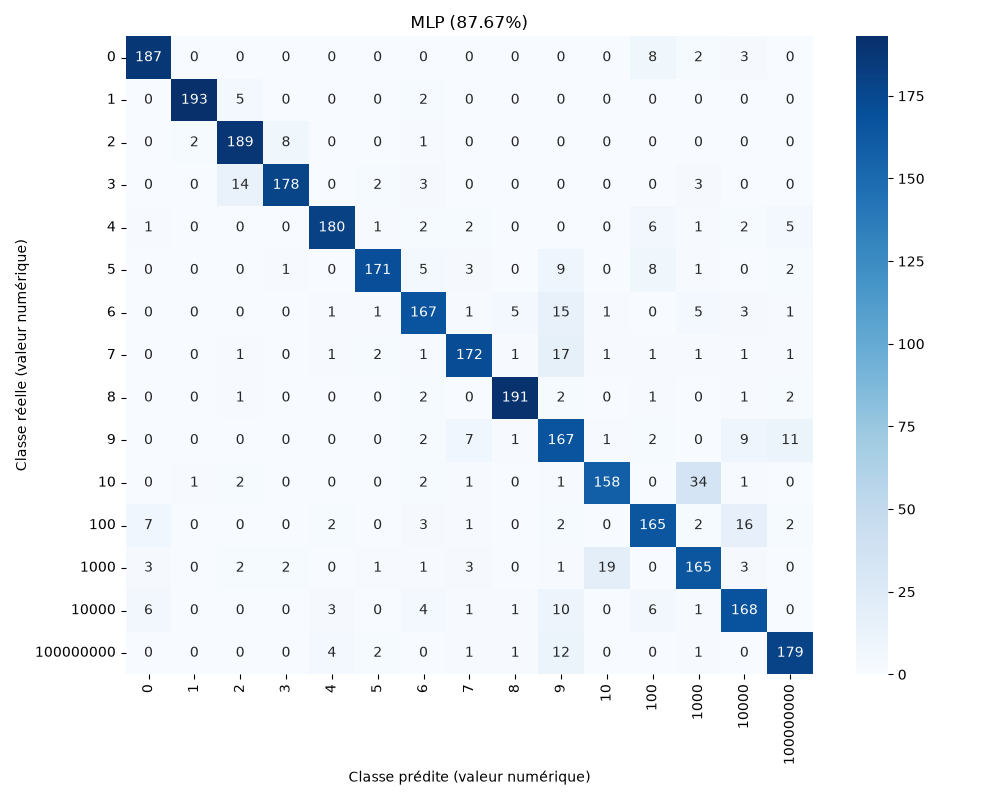 MLP (87.67%)
0 187 0 0 0 0 0 0 0 0 0 0 8 2 3 0
1 0 193 5 0 0 0 2 0 0 0 0 0 0 0 0
2 0 2 189 8 0 0 1 0 0 0 0 0 0 0 0
3 0 0 14 178 0 2 3 0 0 0 0 0 3 0 0
4 1 0 0 0 180 1 2 2 0 0 0 6 1 2 5
5 0 0 0 1 0 171 5 3 0 9 0 8 1 0 2
6 0 0 0 0 1 1 167 1 5 15 1 0 5 3 1
7 0 0 1 0 1 2 1 172 1 17 1 1 1 1 1
8 0 0 1 0 0 0 2 0 191 2 0 1 0 1 2
9 0 0 0 0 0 0 2 7 1 167 1 2 0 9 11
10 0 1 2 0 0 0 2 1 0 1 158 0 34 1 0
100 7 0 0 0 2 0 3 1 0 2 0 165 2 16 2
1000 3 0 2 2 0 1 1 3 0 1 19 0 165 3 0
10000 6 0 0 0 3 0 4 1 1 10 0 6 1 168 0
100000000 0 0 0 0 4 2 0 1 1 12 0 0 1 0 179
0 1 2 3 4 5 6 7 8 9 10 100 1000 10000 100000000
Classe prédite (valeur numérique)
Classe réelle (valeur numérique)
175
150
125
100
75
50
25
0